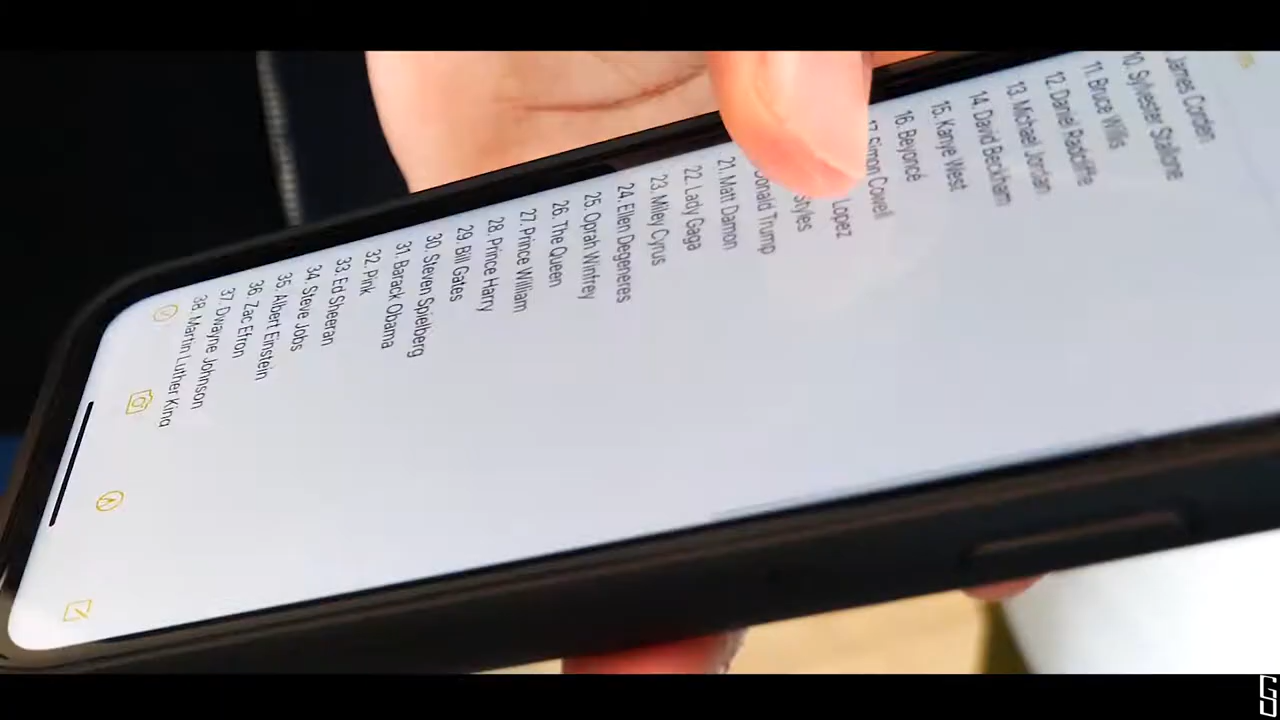 James Corden
10. Sylvester Stallone
11. Bruce Willis
12. Daniel Radcliffe
13. Michael Jordan
14. David Beckham
15. Kanye West
16. Beyoncé
17. Simon Cowell
Lopez
Styles
Donald Trump
21. Matt Damon
22. Lady Gaga
23. Miley Cyrus
24. Ellen Degeneres
25. Oprah Winfrey
26. The Queen
27. Prince William
28. Prince Harry
29. Bill Gates
30. Steven Spielberg
31. Barack Obama
32. Pink
33. Ed Sheeran
34. Steve Jobs
35. Albert Einstein
36. Zac Efron
37. Dwayne Johnson
38. Martin Luther King